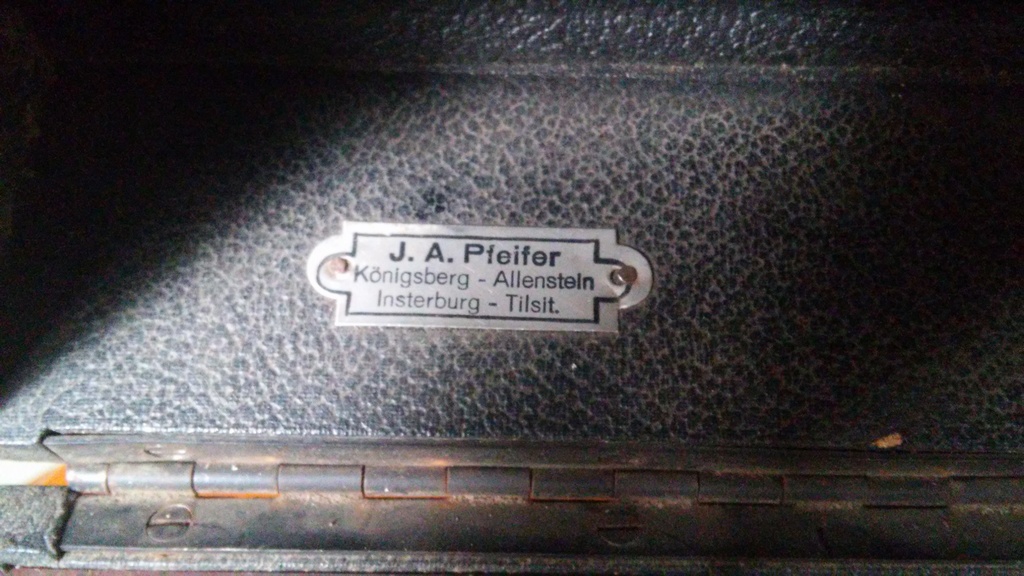 J. A. Pfeifer
Königsberg - Allenstein
Insterburg - Tilsit.